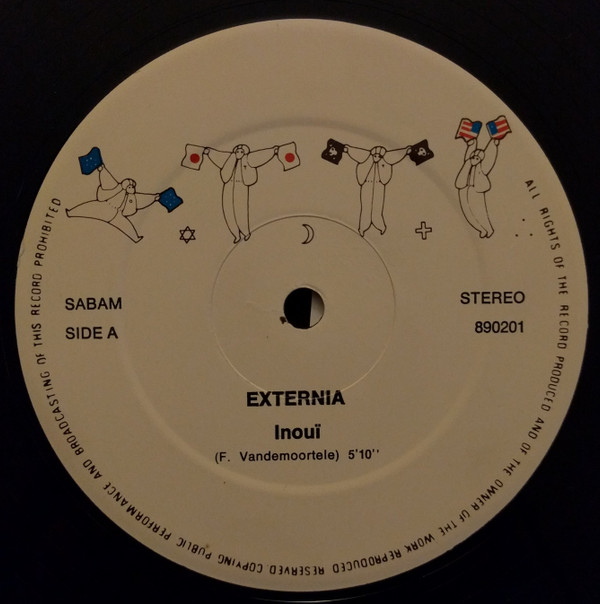 SABAM
SIDE A
STEREO
890201
EXTERNIA
Inouï
(F. Vandemoortele) 5'10''
ALL RIGHTS OF THE RECORD PRODUCED AND OF THE OWNER OF THE WORK REPRODUCED RESERVED COPYING PUBLIC PERFORMANCE AND BROADCASTING OF THIS RECORD PROHIBITED